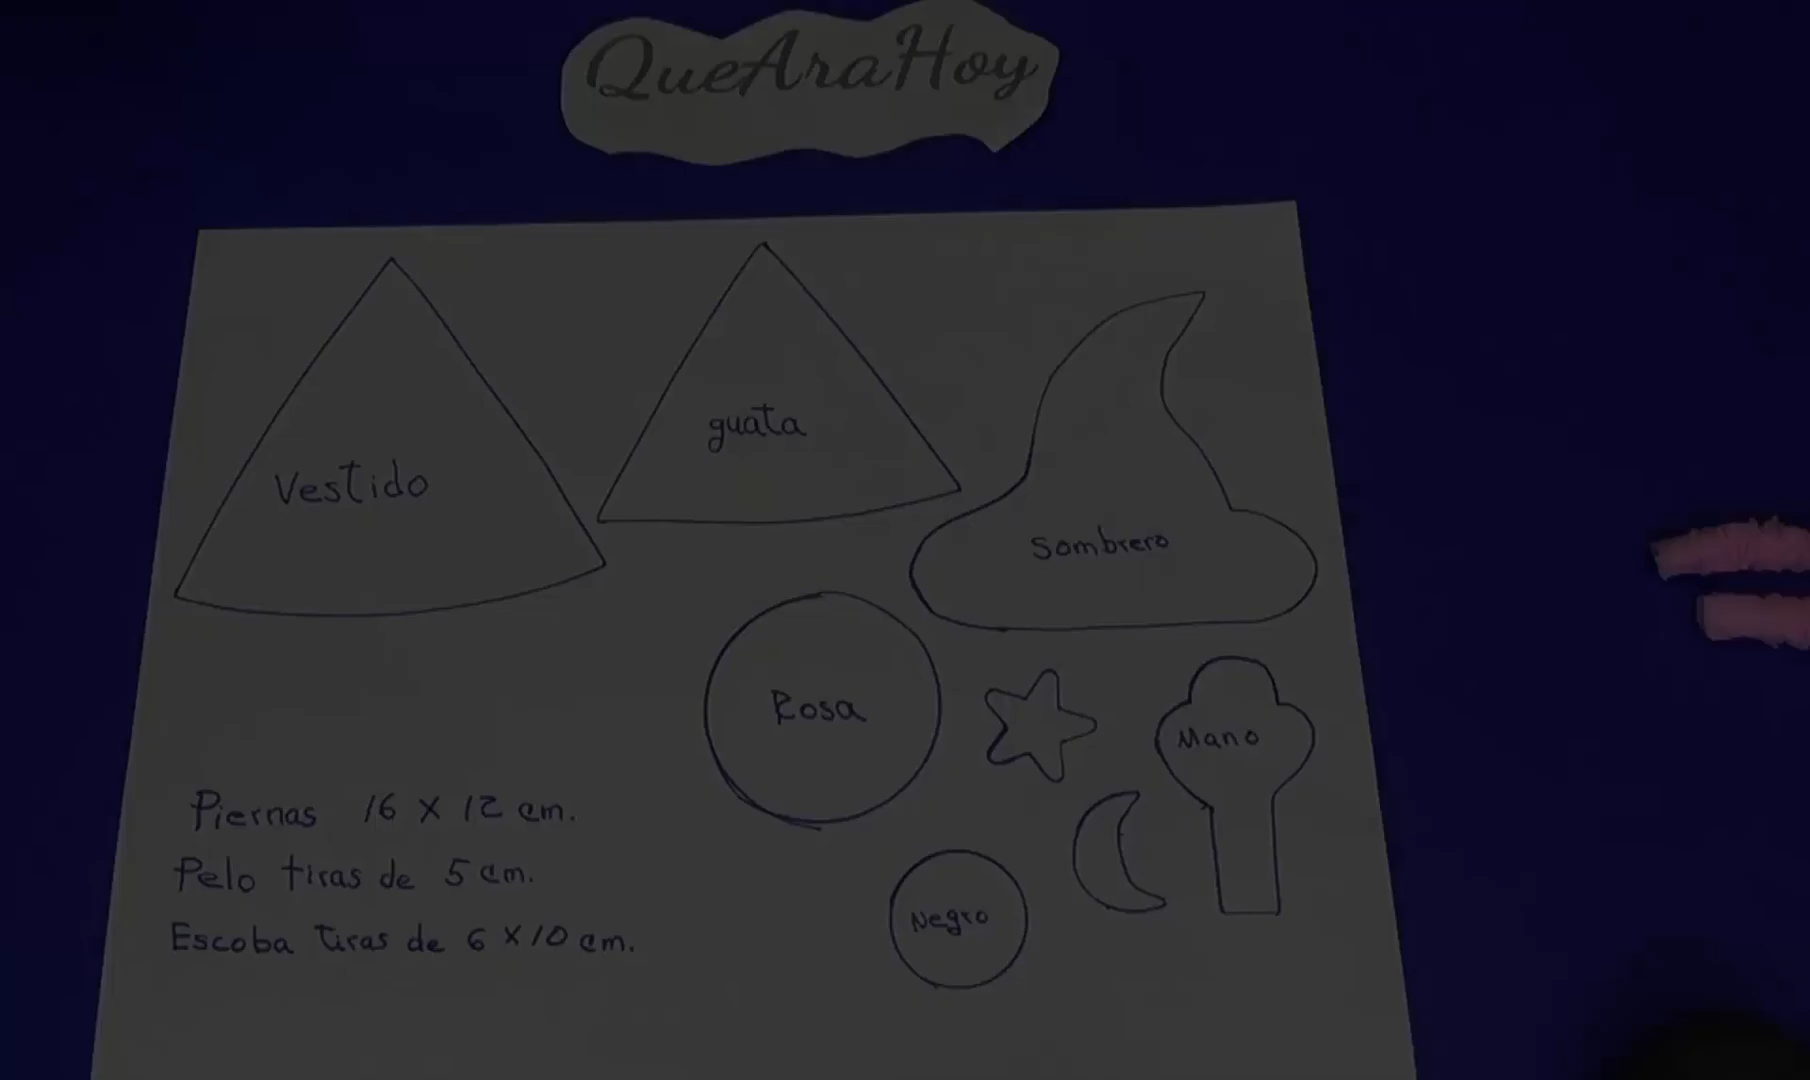 QueAraHoy
Vestido
guata
Sombrero
Rosa
Mano
Negro
Piernas 16 X 12 cm.
Pelo tiras de 5 cm.
Escoba tiras de 6 X 10 cm.